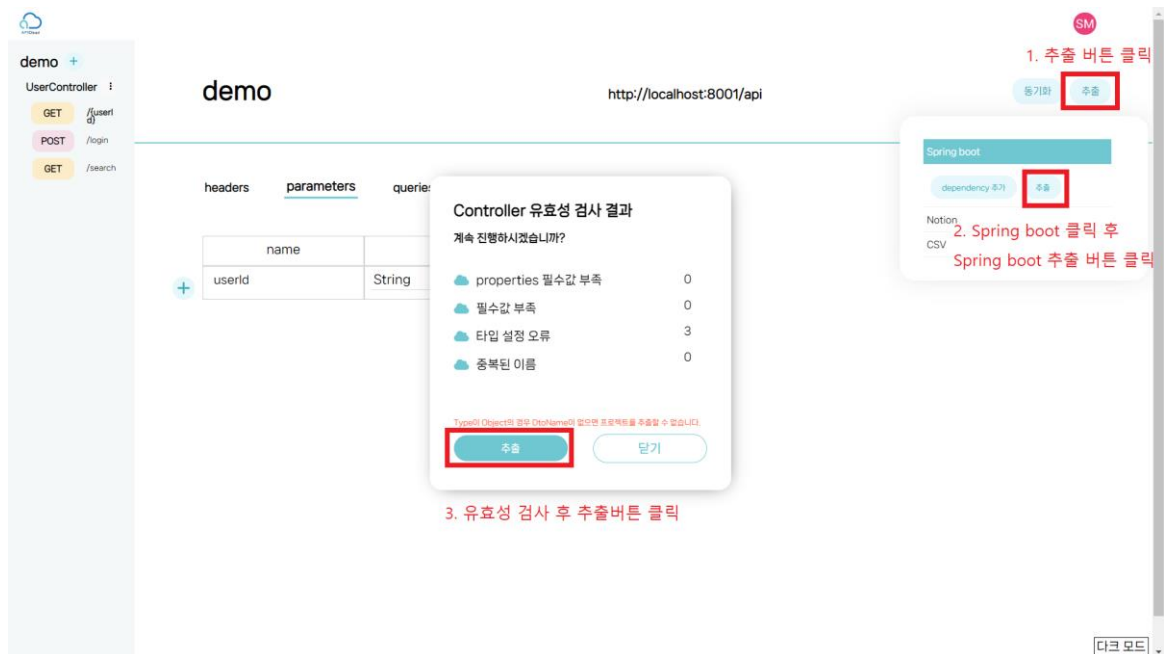 SM
1. 추출 버튼 클릭
demo +
UserController
demo
http://localhost:8001/api
동기화 추출
GET /{userId}
POST /login
GET /search
Spring boot
dependency 추가 추출
Notion
CSV
2. Spring boot 클릭 후
Spring boot 추출 버튼 클릭
headers parameters queries
name
userId String
+
Controller 유효성 검사 결과
계속 진행하시겠습니까?
properties 필수값 부족 0
필수값 부족 0
타입 설정 오류 3
중복된 이름 0
Type이 Object의 경우 DtoName이 없으면 프로젝트를 추출할 수 없습니다.
추출 닫기
3. 유효성 검사 후 추출버튼 클릭
다크 모드